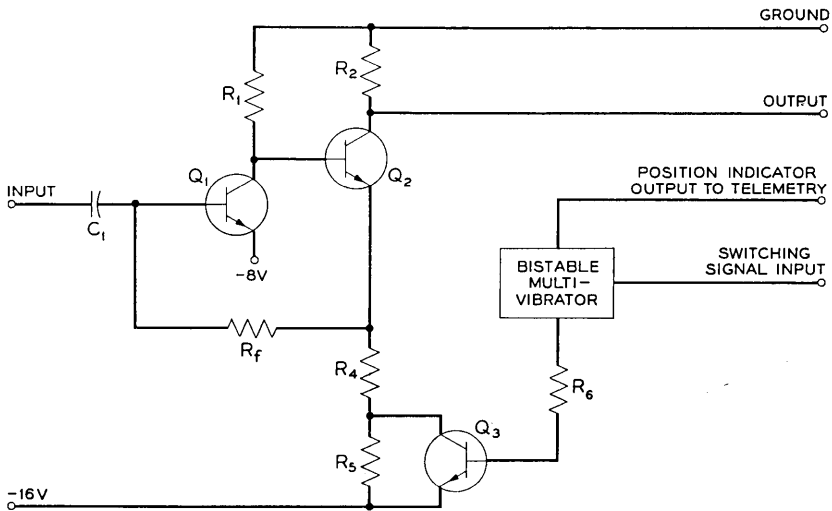 GROUND
R2
R1
OUTPUT
Q1
Q2
POSITION INDICATOR
OUTPUT TO TELEMETRY
INPUT
C1
-8V
SWITCHING
SIGNAL INPUT
BISTABLE
MULTI-
VIBRATOR
Rf
R4
R6
Q3
R5
-16V